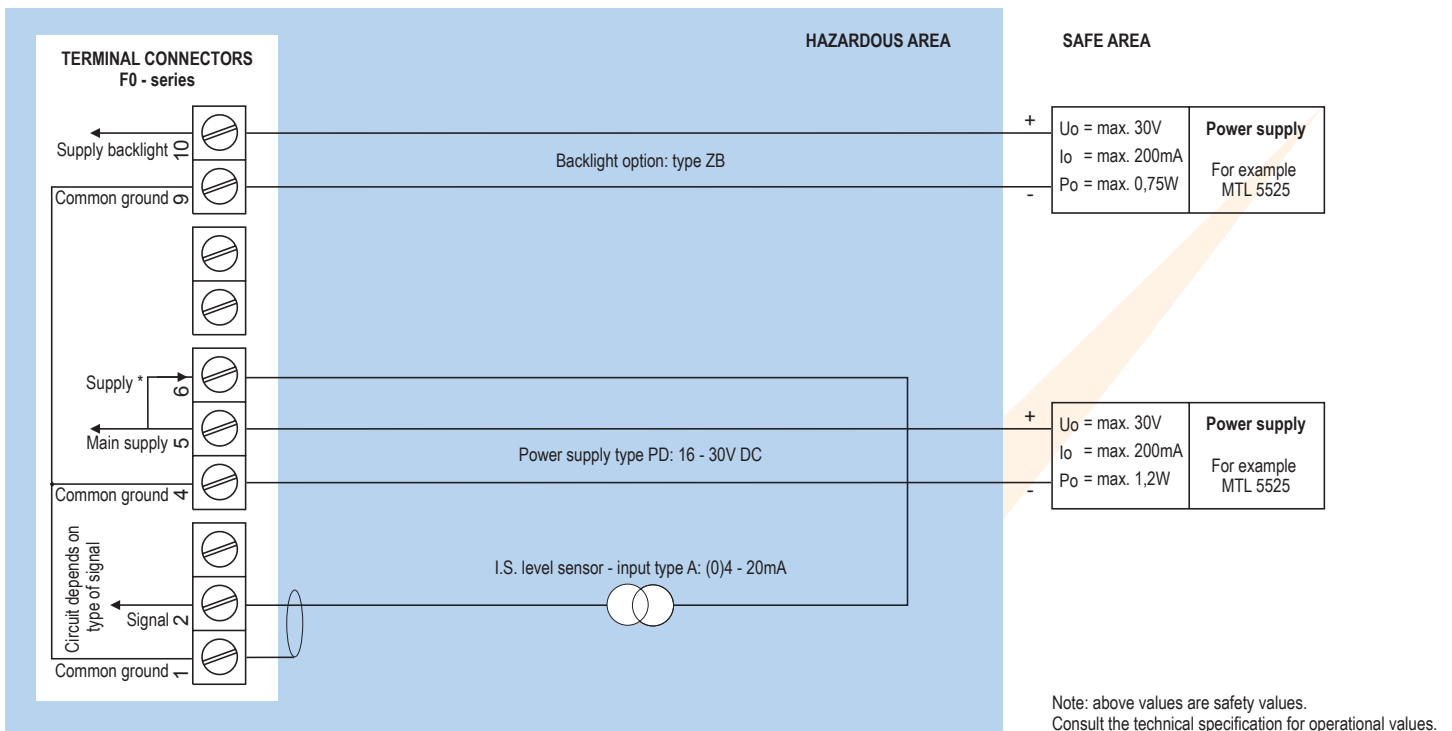 HAZARDOUS AREA
SAFE AREA
TERMINAL CONNECTORS
F0 - series
Supply backlight
10
Common ground
9
Backlight option: type ZB
+
-
Uo = max. 30V
Io = max. 200mA
Po = max. 0,75W
Power supply
For example
MTL 5525
Supply *
6
Main supply
5
Common ground
4
Power supply type PD: 16 - 30V DC
+
-
Uo = max. 30V
Io = max. 200mA
Po = max. 1,2W
Power supply
For example
MTL 5525
Circuit depends on
type of signal
Signal
2
Common ground
1
I.S. level sensor - input type A: (0)4 - 20mA
Note: above values are safety values.
Consult the technical specification for operational values.